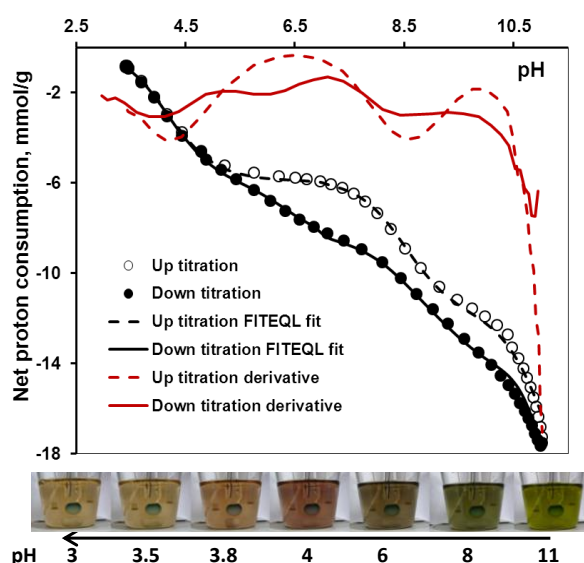 2.5 4.5 6.5 8.5 10.5
pH
Net proton consumption, mmol/g
-2
-6
-10
-14
-18
Up titration
Down titration
Up titration FITEQL fit
Down titration FITEQL fit
Up titration derivative
Down titration derivative
pH 3 3.5 3.8 4 6 8 11